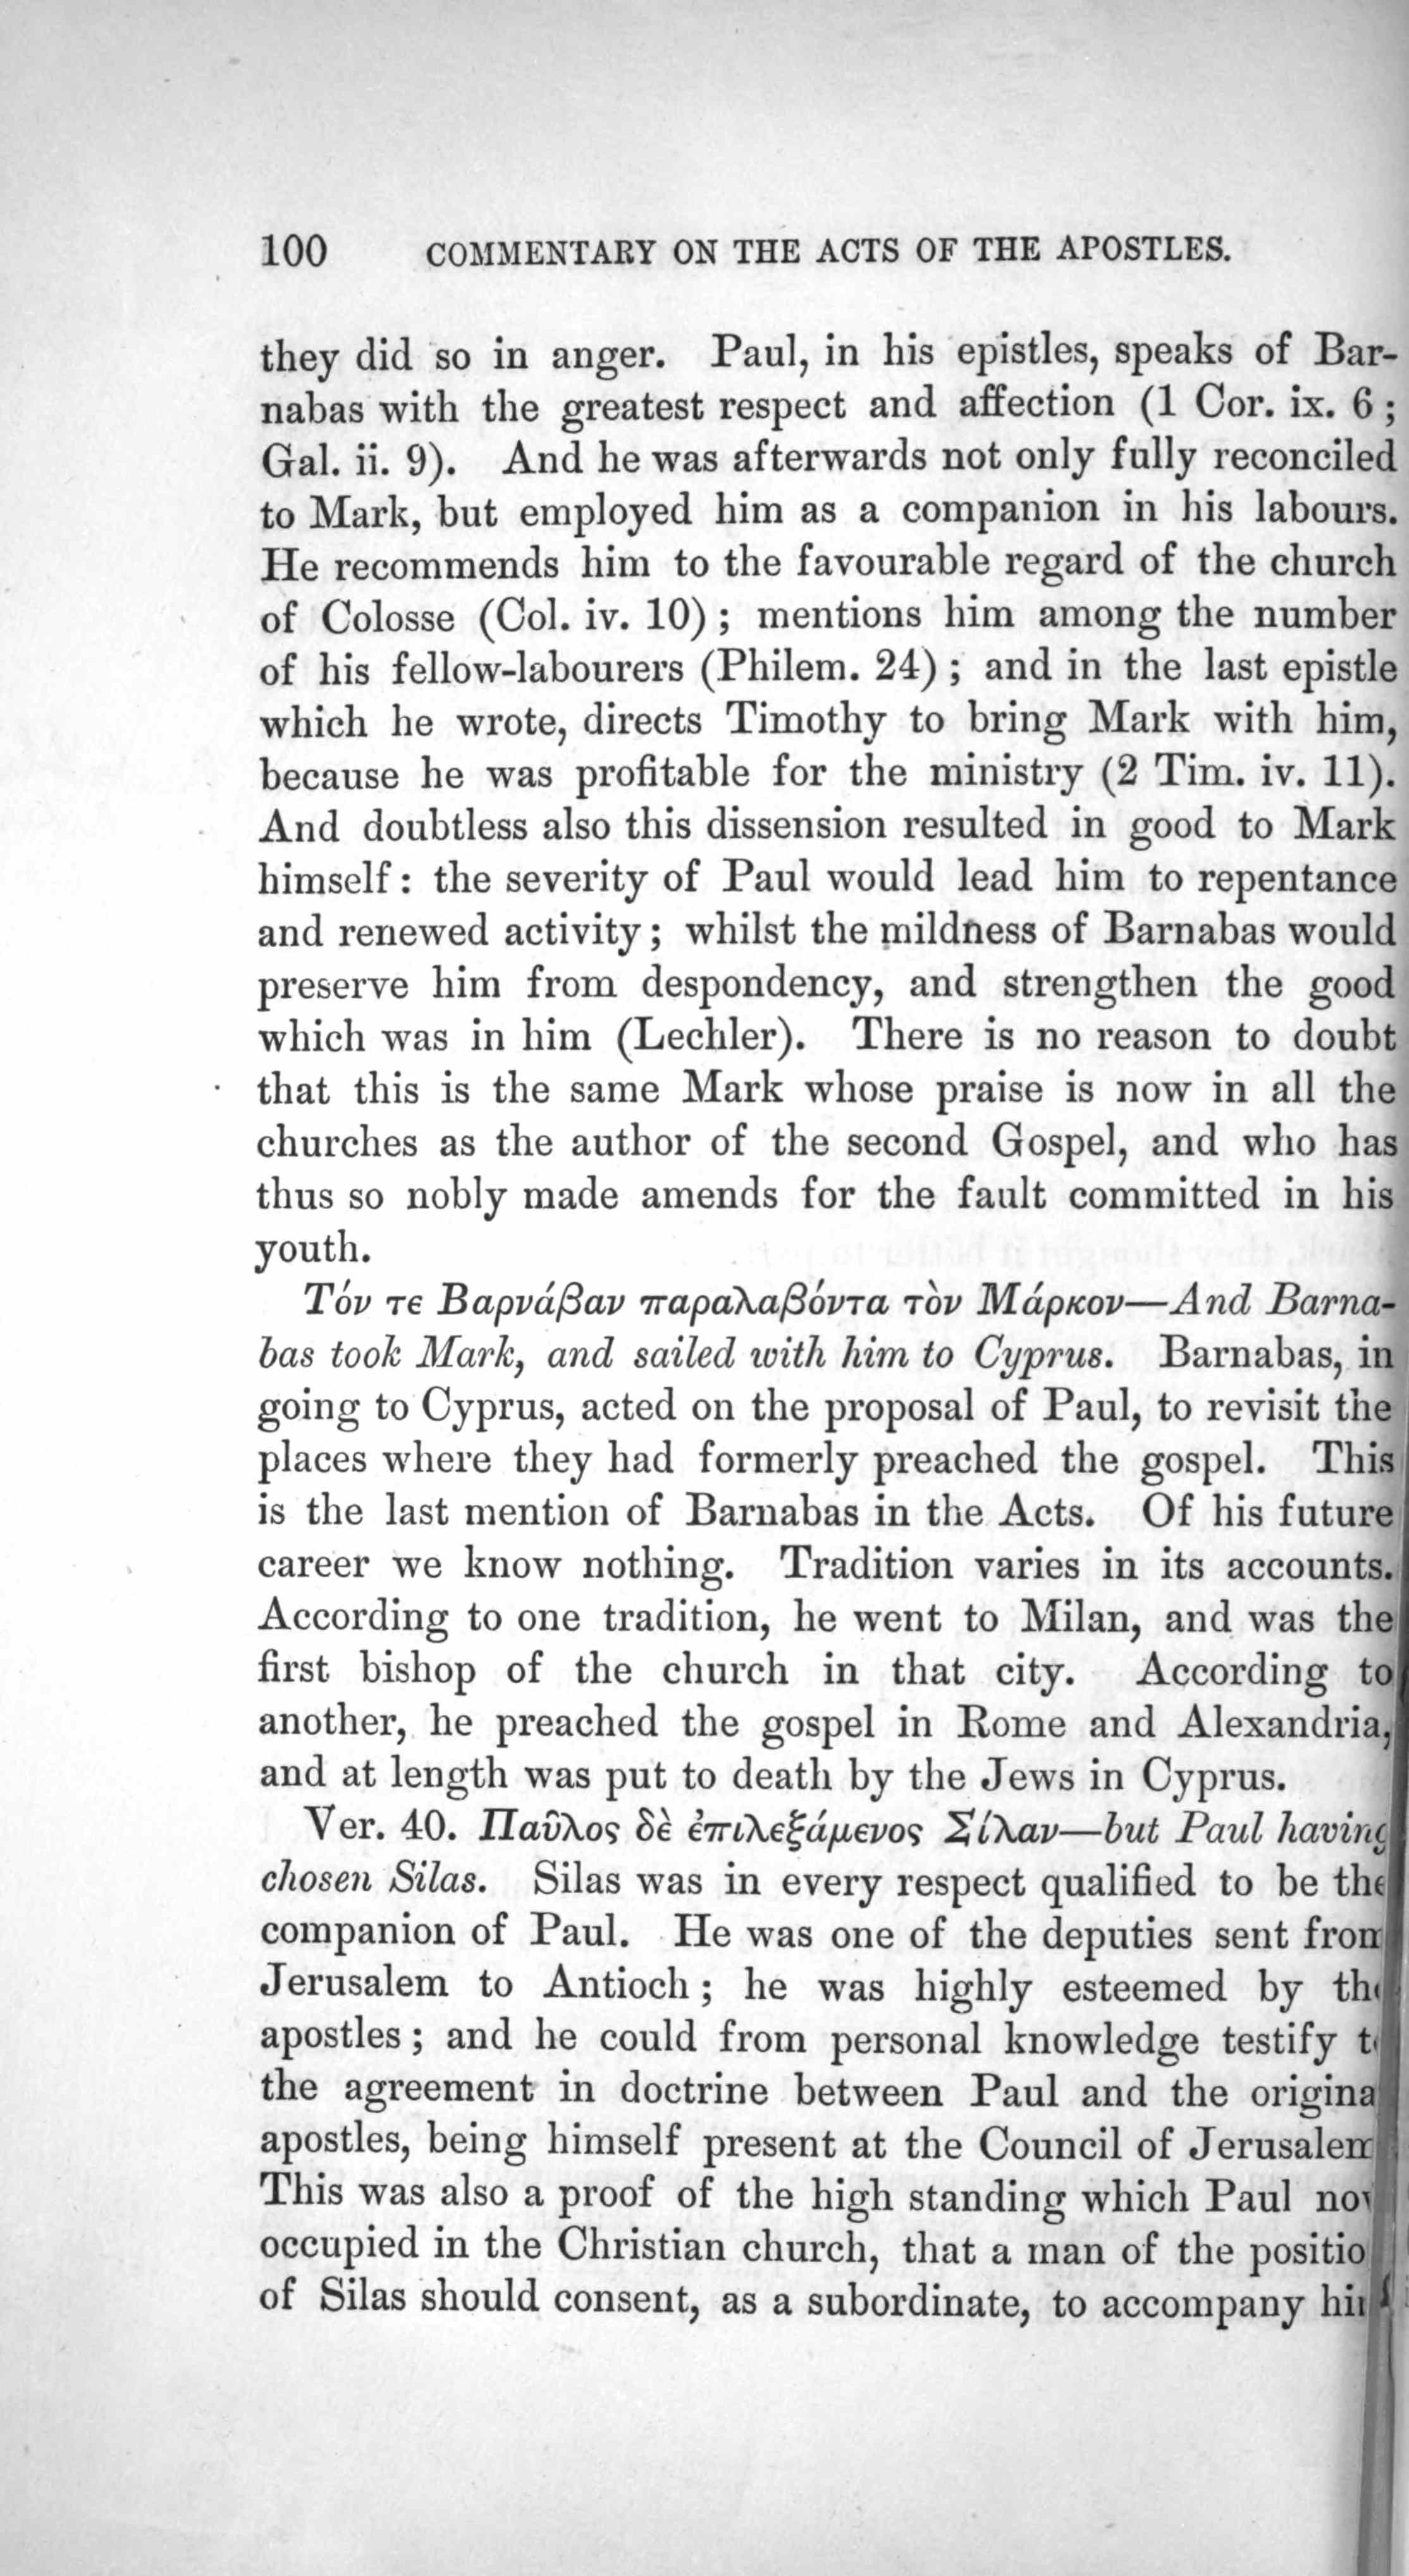 100 COMMENTARY ON THE ACTS OF THE APOSTLES.
they did so in anger. Paul, in his epistles, speaks of Bar-
nabas with the greatest respect and affection (1 Cor. ix. 6 ;
Gal. ii. 9). And he was afterwards not only fully reconciled
to Mark, but employed him as a companion in his labours.
He recommends him to the favourable regard of the church
of Colosse (Col. iv. 10) ; mentions him among the number
of his fellow-labourers (Philem. 24) ; and in the last epistle
which he wrote, directs Timothy to bring Mark with him,
because he was profitable for the ministry (2 Tim. iv. 11).
And doubtless also this dissension resulted in good to Mark
himself : the severity of Paul would lead him to repentance
and renewed activity ; whilst the mildness of Barnabas would
preserve him from despondency, and strengthen the good
which was in him (Lechler). There is no reason to doubt
that this is the same Mark whose praise is now in all the
churches as the author of the second Gospel, and who has
thus so nobly made amends for the fault committed in his
youth.
Τόν τε Βαρνάβαν παραλαβόντα τὸν Μάρκον—And Barna-
bas took Mark, and sailed with him to Cyprus. Barnabas, in
going to Cyprus, acted on the proposal of Paul, to revisit the
places where they had formerly preached the gospel. This
is the last mention of Barnabas in the Acts. Of his future
career we know nothing. Tradition varies in its accounts.
According to one tradition, he went to Milan, and was the
first bishop of the church in that city. According to
another, he preached the gospel in Rome and Alexandria,
and at length was put to death by the Jews in Cyprus.
Ver. 40. Παῦλος δὲ ἐπιλεξάμενος Σίλαν—but Paul having
chosen Silas. Silas was in every respect qualified to be the
companion of Paul. He was one of the deputies sent from
Jerusalem to Antioch ; he was highly esteemed by th
apostles ; and he could from personal knowledge testify t
the agreement in doctrine between Paul and the origina
apostles, being himself present at the Council of Jerusalem
This was also a proof of the high standing which Paul no
occupied in the Christian church, that a man of the positio
of Silas should consent, as a subordinate, to accompany hi